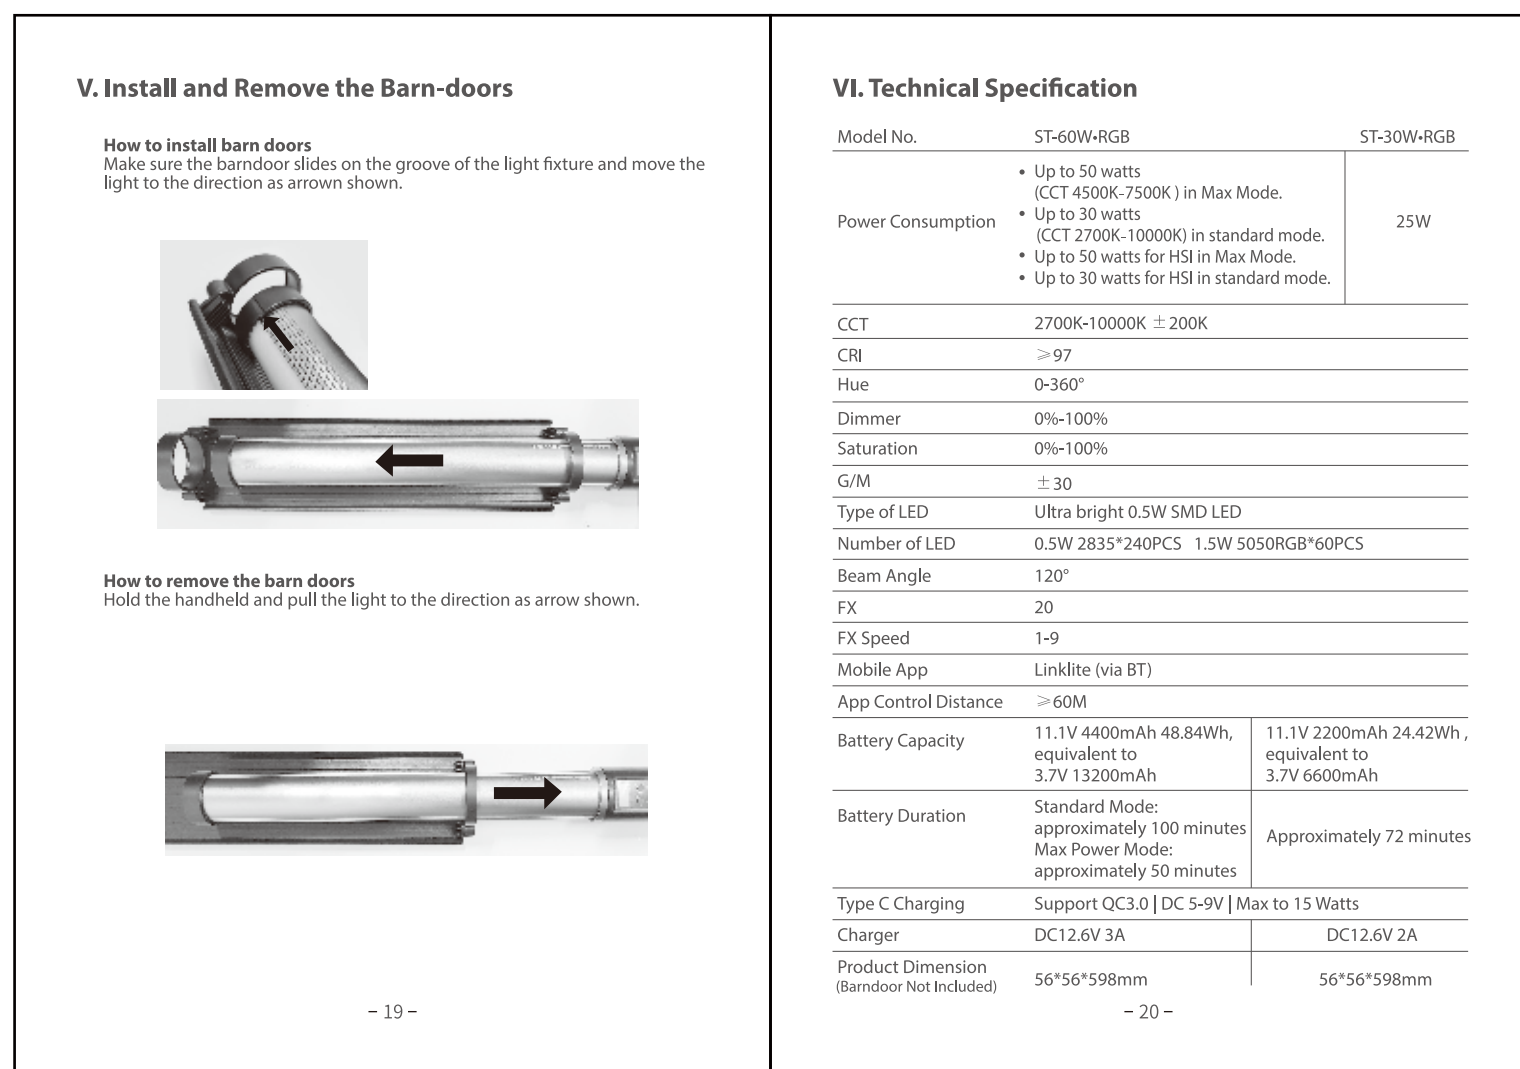 V. Install and Remove the Barn-doors
How to install barn doors
Make sure the barndoor slides on the groove of the light fixture and move the
light to the direction as arrown shown.
How to remove the barn doors
Hold the handheld and pull the light to the direction as arrow shown.
– 19 –
VI. Technical Specification
Model No. ST-60W•RGB ST-30W•RGB
Power Consumption
• Up to 50 watts
(CCT 4500K-7500K ) in Max Mode.
• Up to 30 watts
(CCT 2700K-10000K) in standard mode.
• Up to 50 watts for HSI in Max Mode.
• Up to 30 watts for HSI in standard mode.
25W
CCT 2700K-10000K ±200K
CRI ⩾97
Hue 0-360°
Dimmer 0%-100%
Saturation 0%-100%
G/M ±30
Type of LED Ultra bright 0.5W SMD LED
Number of LED 0.5W 2835*240PCS 1.5W 5050RGB*60PCS
Beam Angle 120°
FX 20
FX Speed 1-9
Mobile App Linklite (via BT)
App Control Distance ⩾60M
Battery Capacity
11.1V 4400mAh 48.84Wh,
equivalent to
3.7V 13200mAh
11.1V 2200mAh 24.42Wh ,
equivalent to
3.7V 6600mAh
Battery Duration
Standard Mode:
approximately 100 minutes
Max Power Mode:
approximately 50 minutes
Approximately 72 minutes
Type C Charging Support QC3.0 | DC 5-9V | Max to 15 Watts
Charger DC12.6V 3A DC12.6V 2A
Product Dimension
(Barndoor Not Included)
56*56*598mm 56*56*598mm
– 20 –